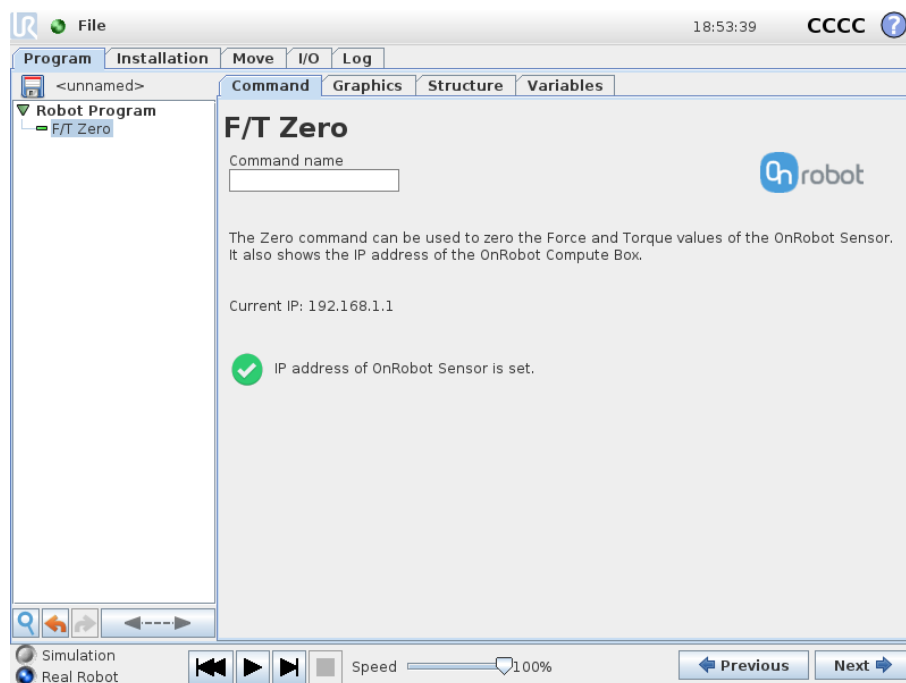 UR File 18:53:39 CCCC ?
Program Installation Move I/O Log
<unnamed>
Command Graphics Structure Variables
Robot Program
F/T Zero
F/T Zero
Command name
On robot
The Zero command can be used to zero the Force and Torque values of the OnRobot Sensor.
It also shows the IP address of the OnRobot Compute Box.
Current IP: 192.168.1.1
IP address of OnRobot Sensor is set.
Simulation
Real Robot
Speed 100%
Previous Next